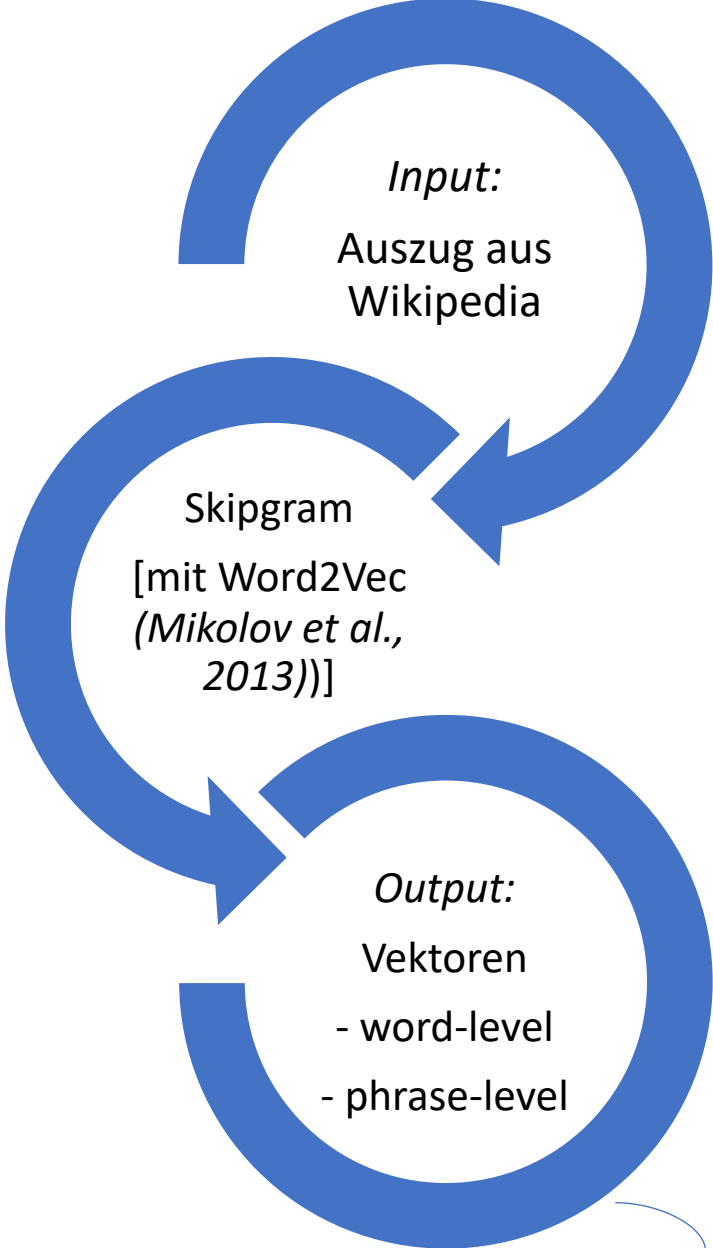 Input:
Auszug aus
Wikipedia
Skipgram
[mit Word2Vec
(Mikolov et al.,
2013))]
Output:
Vektoren
- word-level
- phrase-level